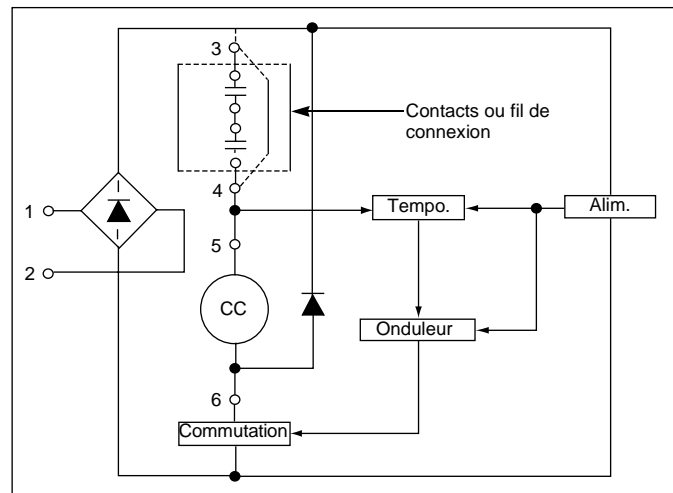 3
Contacts ou fil de
connexion
4
1
Tempo.
Alim.
5
2
CC
Onduleur
6
Commutation